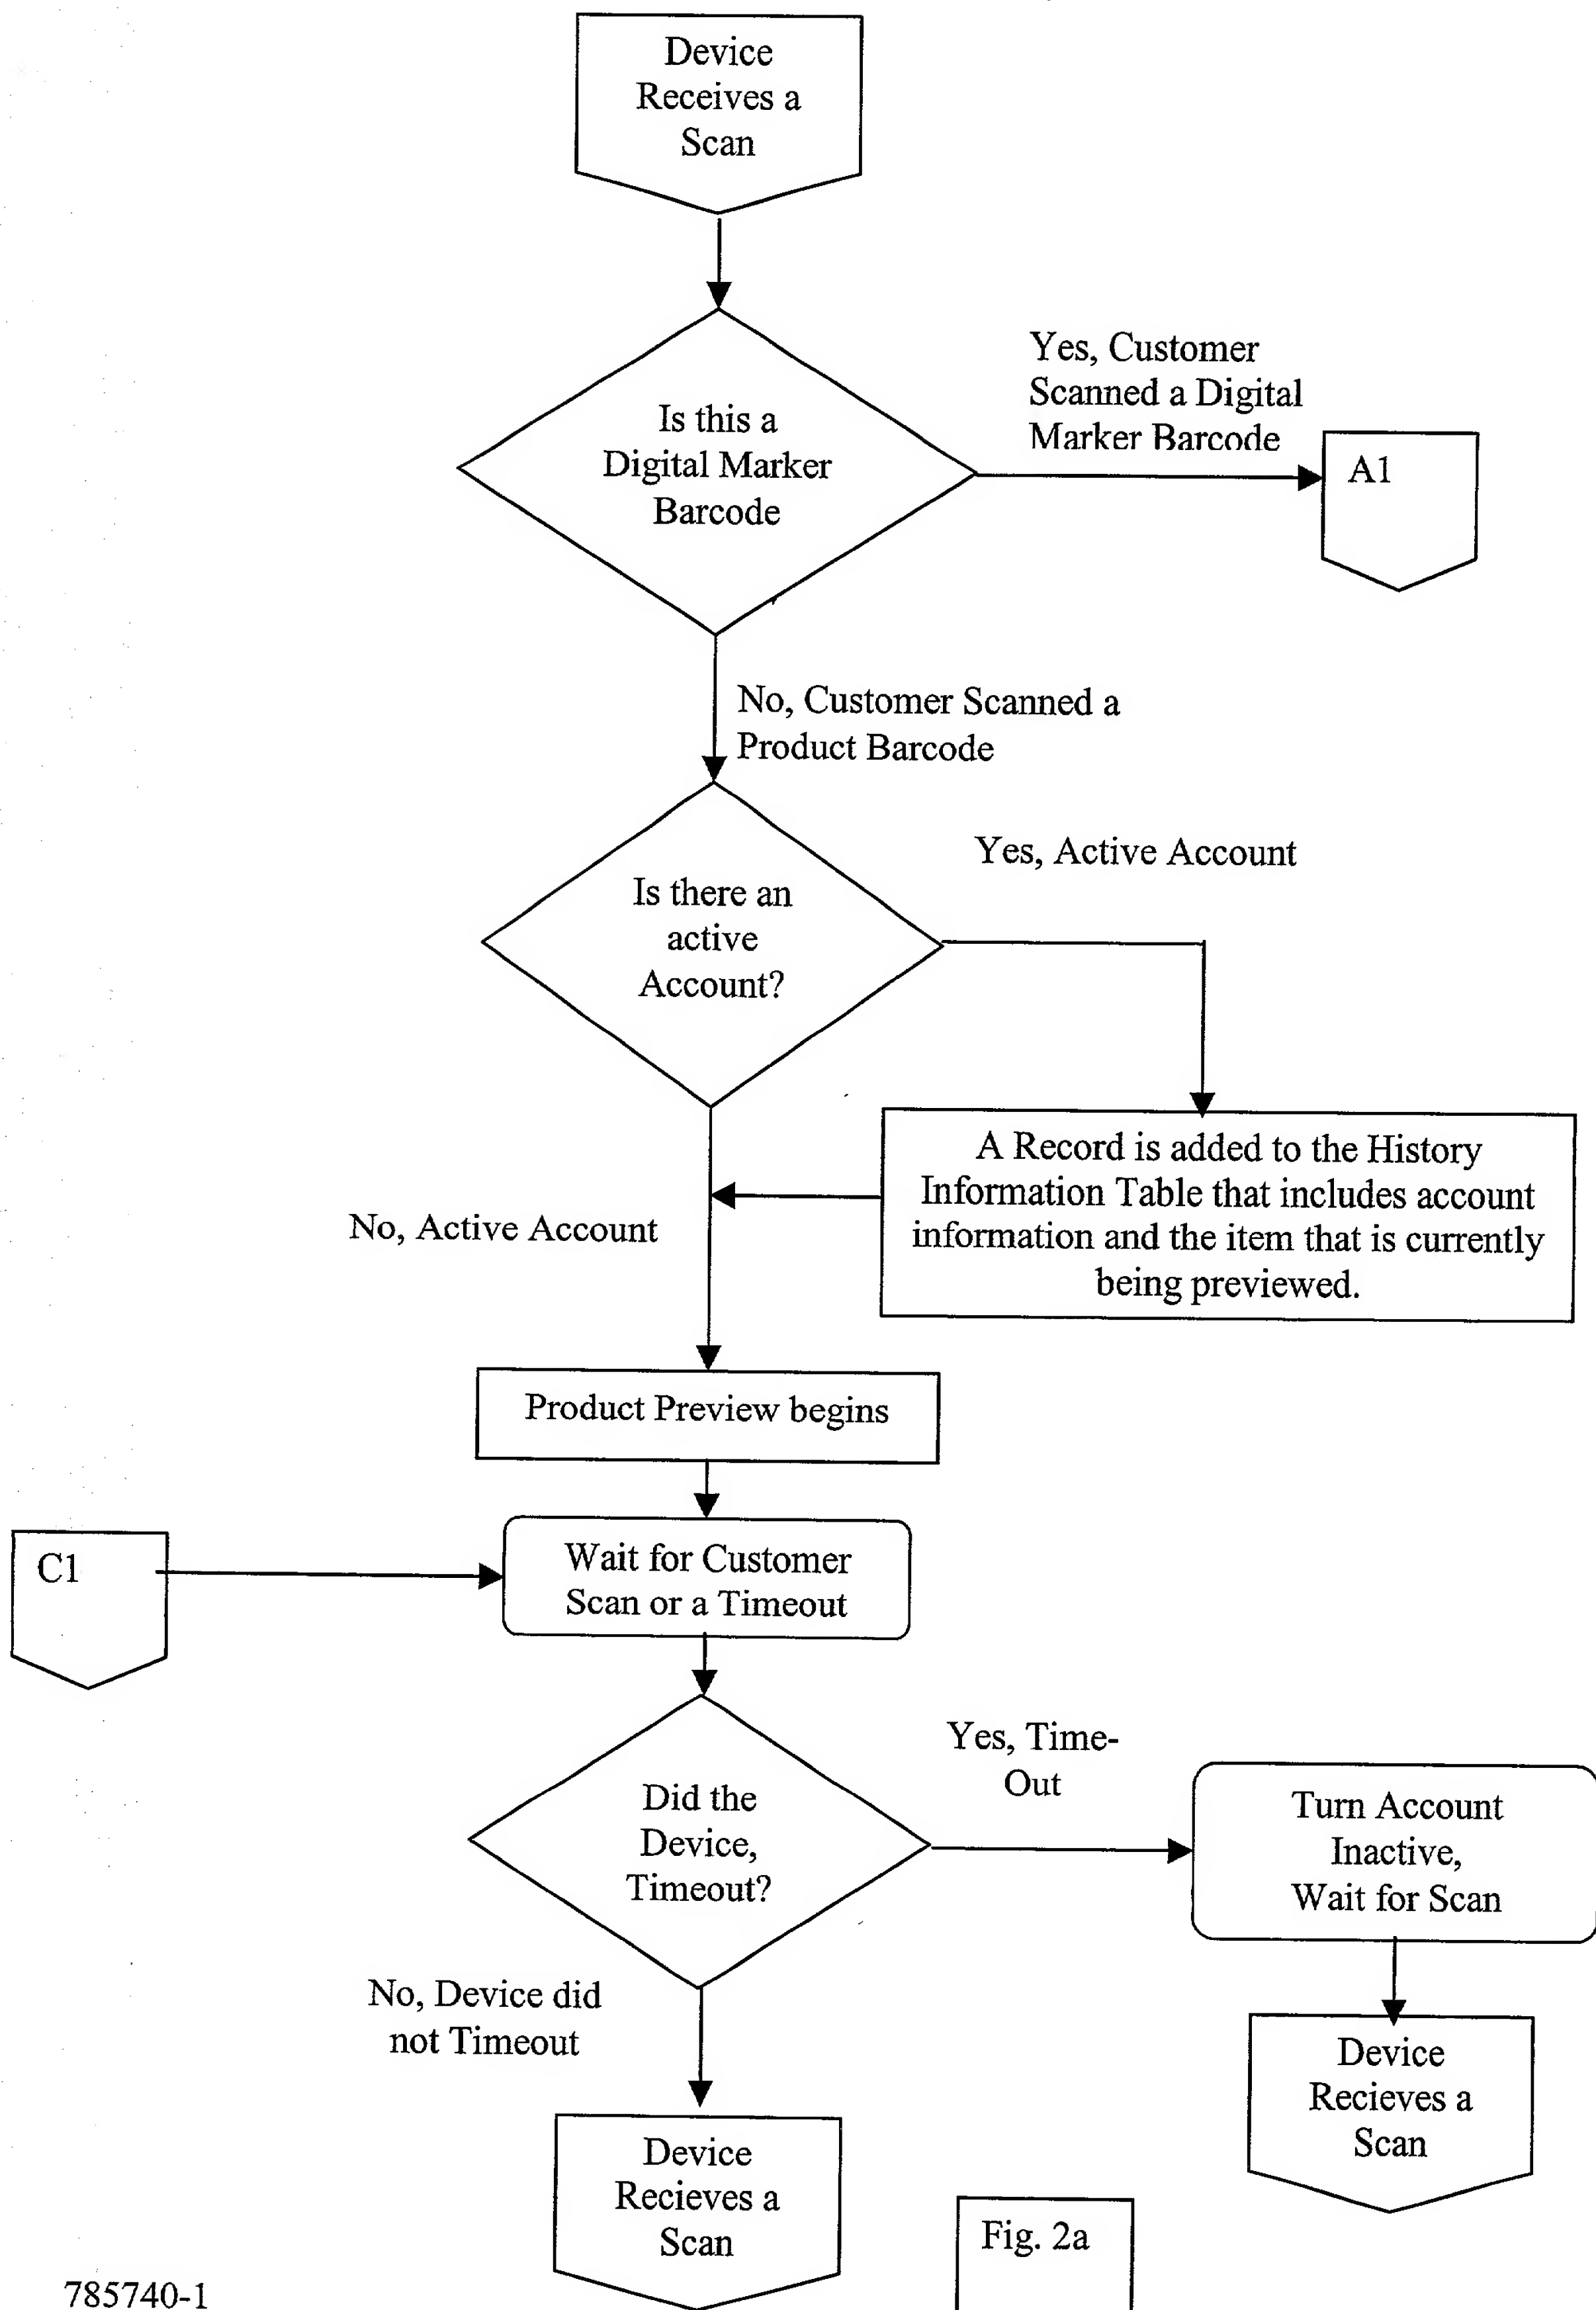 Device
Receives a
Scan
Is this a
Digital Marker
Barcode
Yes, Customer
Scanned a Digital
Marker Barcode
A1
No, Customer Scanned a
Product Barcode
Is there an
active
Account?
Yes, Active Account
A Record is added to the History
Information Table that includes account
information and the item that is currently
being previewed.
No, Active Account
Product Preview begins
C1
Wait for Customer
Scan or a Timeout
Did the
Device,
Timeout?
Yes, Time-
Out
Turn Account
Inactive,
Wait for Scan
No, Device did
not Timeout
Device
Recieves a
Scan
Device
Recieves a
Scan
Fig. 2a
785740-1